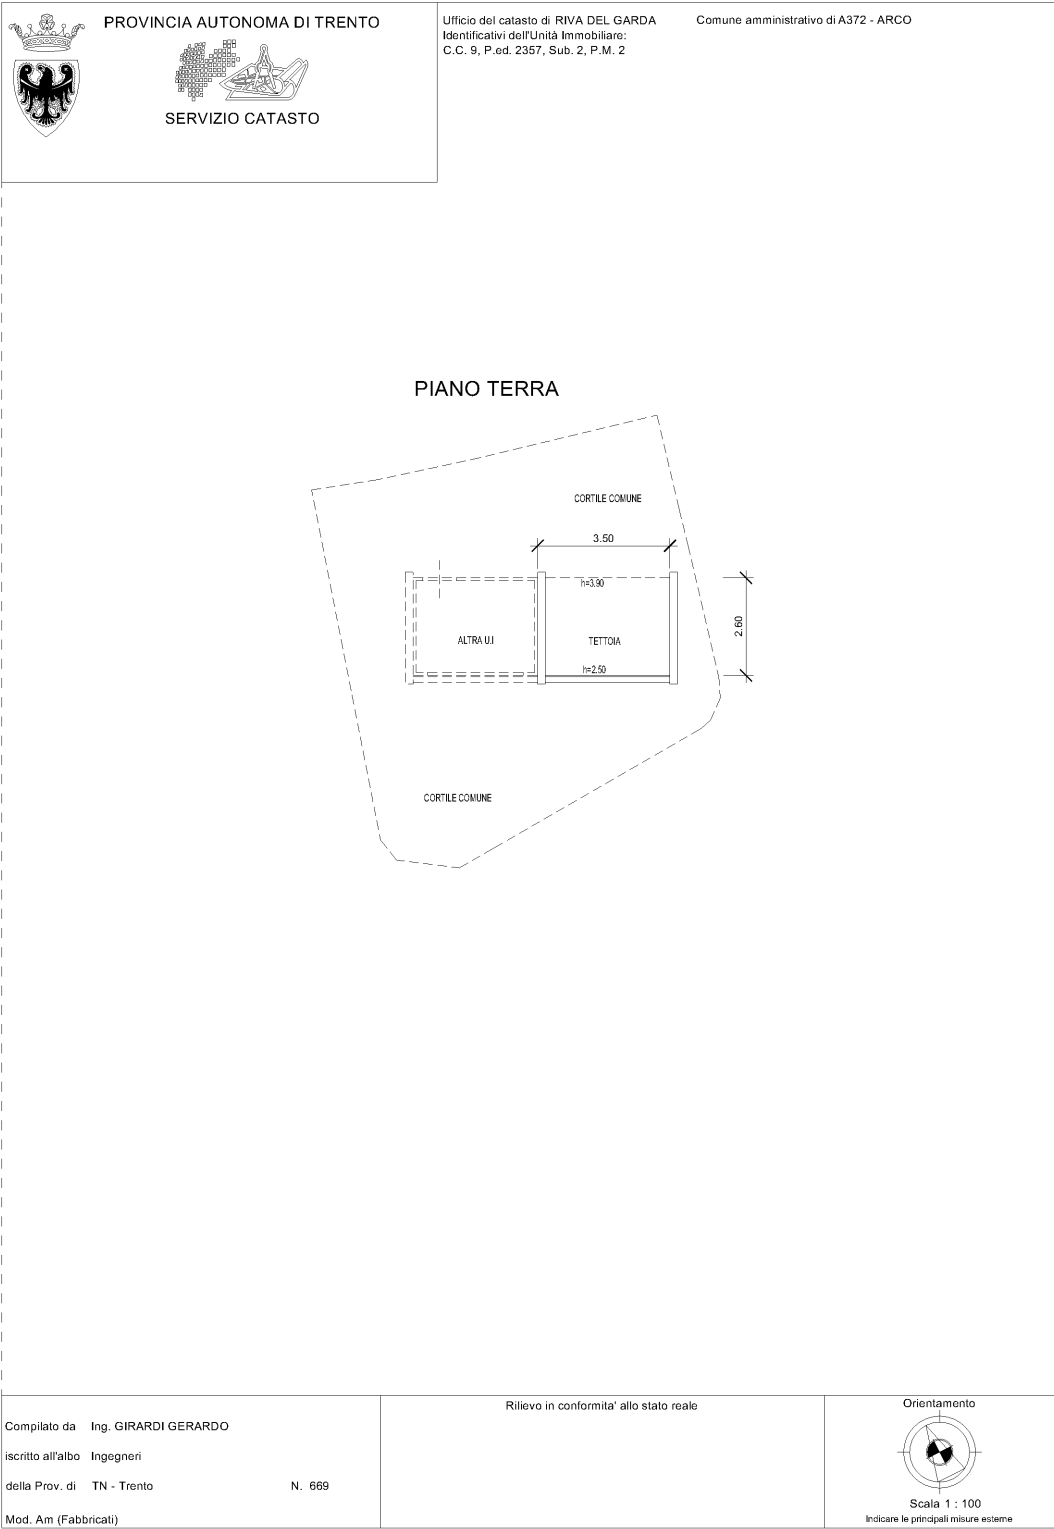 PROVINCIA AUTONOMA DI TRENTO
SERVIZIO CATASTO
Ufficio del catasto di RIVA DEL GARDA
Comune amministrativo di A372 - ARCO
Identificativi dell'Unità Immobiliare:
C.C. 9, P.ed. 2357, Sub. 2, P.M. 2
PIANO TERRA
CORTILE COMUNE
3.50
h=3.90
2.60
ALTRA U.I
TETTOIA
h=2.50
CORTILE COMUNE
Compilato da Ing. GIRARDI GERARDO
iscritto all'albo Ingegneri
della Prov. di TN - Trento N. 669
Mod. Am (Fabbricati)
Rilievo in conformita' allo stato reale
Orientamento
Scala 1 : 100
Indicare le principali misure esterne